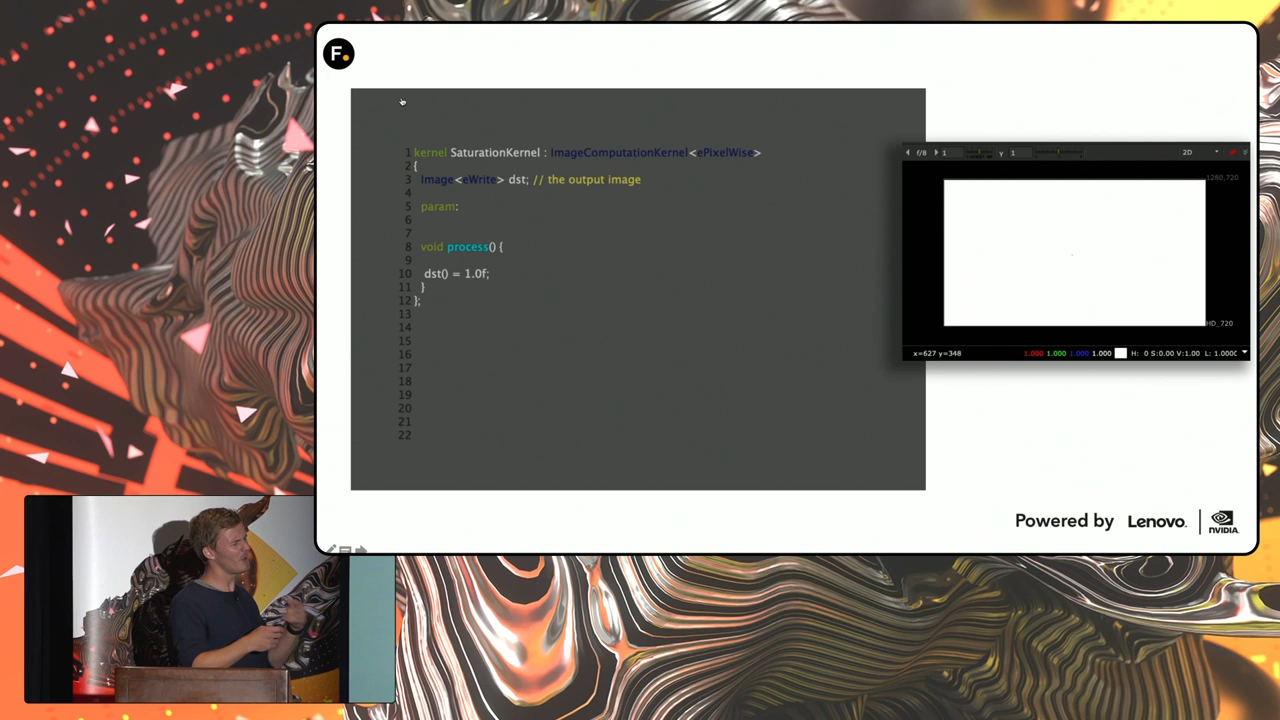 F.
1 kernel SaturationKernel : ImageComputationKernel<ePixelWise>
2 {
3 Image<eWrite> dst; // the output image
4
5 param:
6
7
8 void process() {
9
10 dst() = 1.0f;
11 }
12 };
13
14
15
16
17
18
19
20
21
22
f/8 1 y 1 2D
1280,720
HD_720
x=627 y=348 1.000 1.000 1.000 1.000 H: 0 S:0.00 V:1.00 L: 1.0000
Powered by Lenovo. NVIDIA.